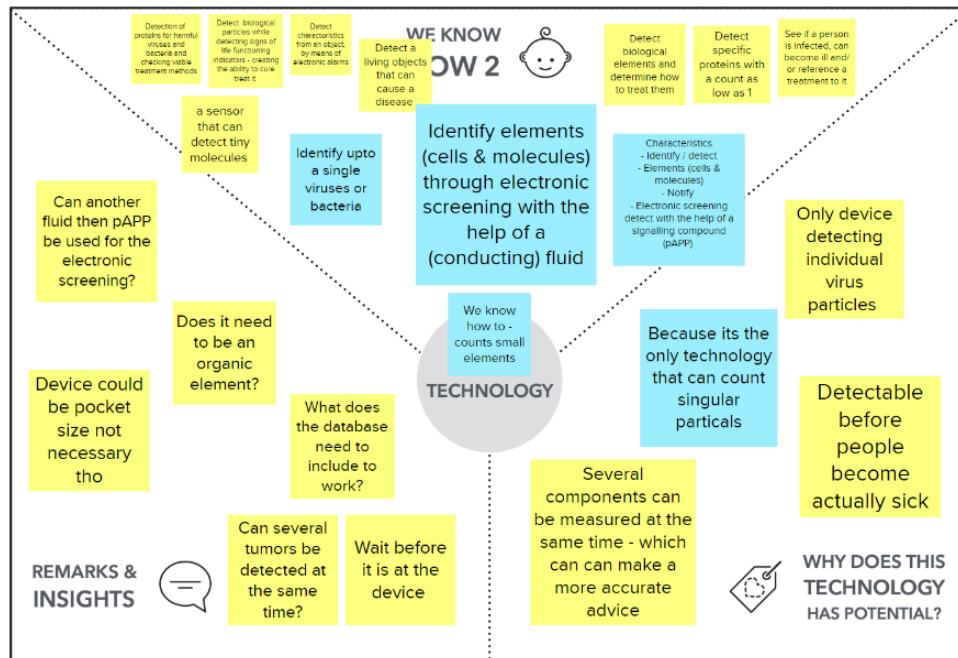 Detection of
proteins for harmful
viruses and
bacteria and
checking viable
treatment methods
Detect biological
particles while
detecting signs of
life functioning
indicators - creating
the ability to cure
treat it
Detect
characteristics
from an object, by
means of
electronic alarms
Detect a
living objects
that can
cause a
disease
WE KNOW
OW 2
Detect
biological
elements and
determine how
to treat them
Detect
specific
proteins with
a count as
low as 1
See if a person
is infected, can
become ill and/
or reference a
treatment to it
a sensor
that can
detect tiny
molecules
Identify upto
a single
viruses or
bacteria
Identify elements
(cells & molecules)
through electronic
screening with the
help of a
(conducting) fluid
Characteristics
- Identify / detect
- Elements (cells &
molecules)
- Notify
- Electronic screening
detect with the help of a
signalling compound
(pAPP)
Can another
fluid then pAPP
be used for the
electronic
screening?
Only device
detecting
individual
virus
particles
Does it need
to be an
organic
element?
We know
how to -
counts small
elements
TECHNOLOGY
Because its the
only technology
that can count
singular
particals
Device could
be pocket
size not
necessary
tho
What does
the database
need to
include to
work?
Detectable
before
people
become
actually sick
Several
components can
be measured at the
same time - which
can can make a
more accurate
advice
Can several
tumors be
detected at
the same
time?
Wait before
it is at the
device
REMARKS &
INSIGHTS
WHY DOES THIS
TECHNOLOGY
HAS POTENTIAL?